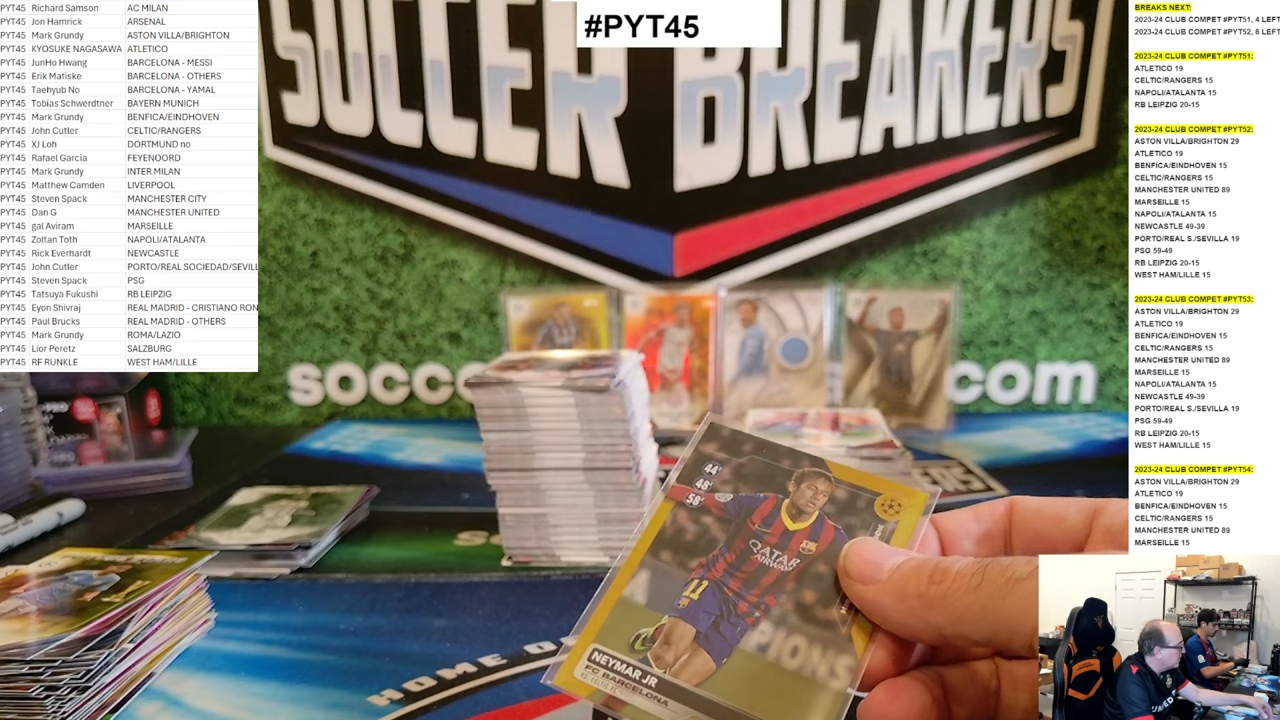 PYT45 Richard Samson AC MILAN
PYT45 Jon Hamrick ARSENAL
PYT45 Mark Grundy ASTON VILLA/BRIGHTON
PYT45 KYOSUKE NAGASAWA ATLETICO
PYT45 JunHo Hwang BARCELONA - MESSI
PYT45 Erik Matiske BARCELONA - OTHERS
PYT45 Taehyub No BARCELONA - YAMAL
PYT45 Tobias Schwerdtner BAYERN MUNICH
PYT45 Mark Grundy BENFICA/EINDHOVEN
PYT45 John Cutler CELTIC/RANGERS
PYT45 XJ Loh DORTMUND no
PYT45 Rafael Garcia FEYENOORD
PYT45 Mark Grundy INTER MILAN
PYT45 Matthew Camden LIVERPOOL
PYT45 Steven Spack MANCHESTER CITY
PYT45 Dan G MANCHESTER UNITED
PYT45 gal Aviram MARSEILLE
PYT45 Zoltan Toth NAPOLI/ATALANTA
PYT45 Rick Everhardt NEWCASTLE
PYT45 John Cutler PORTO/REAL SOCIEDAD/SEVILL
PYT45 Steven Spack PSG
PYT45 Tatsuya Fukushi RB LEIPZIG
PYT45 Eyon Shivraj REAL MADRID - CRISTIANO RON
PYT45 Paul Brucks REAL MADRID - OTHERS
PYT45 Mark Grundy ROMA/LAZIO
PYT45 Lior Peretz SALZBURG
PYT45 RF RUNKLE WEST HAM/LILLE
#PYT45
SOCCER BREAKERS
socc com
HOME O
44'
48'
58'
QATAR
AIRWAYS
11
PIONS
NEYMAR JR
FC BARCELONA
BREAKS NEXT:
2023-24 CLUB COMPET #PYT51, 4 LEFT
2023-24 CLUB COMPET #PYT52, 8 LEFT
2023-24 CLUB COMPET #PYT51:
ATLETICO 19
CELTIC/RANGERS 15
NAPOLI/ATALANTA 15
RB LEIPZIG 20-15
2023-24 CLUB COMPET #PYT52:
ASTON VILLA/BRIGHTON 29
ATLETICO 19
BENFICA/EINDHOVEN 15
CELTIC/RANGERS 15
MANCHESTER UNITED 89
MARSEILLE 15
NAPOLI/ATALANTA 15
NEWCASTLE 49-39
PORTO/REAL S./SEVILLA 19
PSG 59-49
RB LEIPZIG 20-15
WEST HAM/LILLE 15
2023-24 CLUB COMPET #PYT53:
ASTON VILLA/BRIGHTON 29
ATLETICO 19
BENFICA/EINDHOVEN 15
CELTIC/RANGERS 15
MANCHESTER UNITED 89
MARSEILLE 15
NAPOLI/ATALANTA 15
NEWCASTLE 49-39
PORTO/REAL S./SEVILLA 19
PSG 59-49
RB LEIPZIG 20-15
WEST HAM/LILLE 15
2023-24 CLUB COMPET #PYT54:
ASTON VILLA/BRIGHTON 29
ATLETICO 19
BENFICA/EINDHOVEN 15
CELTIC/RANGERS 15
MANCHESTER UNITED 89
MARSEILLE 15